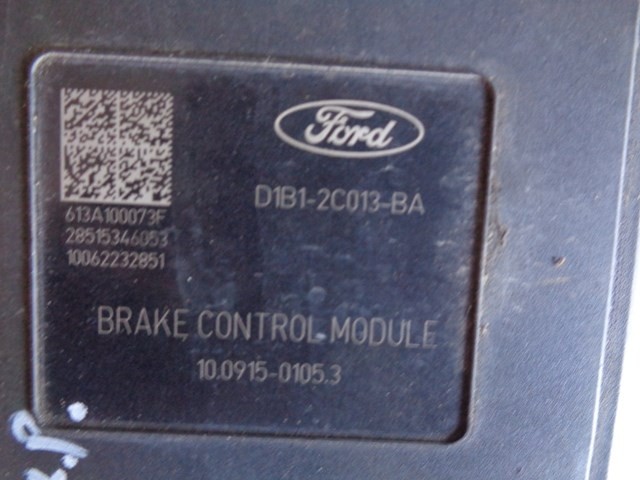 Ford
D1B1-2C013-BA
613A100073F
28515346053
10062232851
BRAKE CONTROL MODULE
10.0915-0105.3